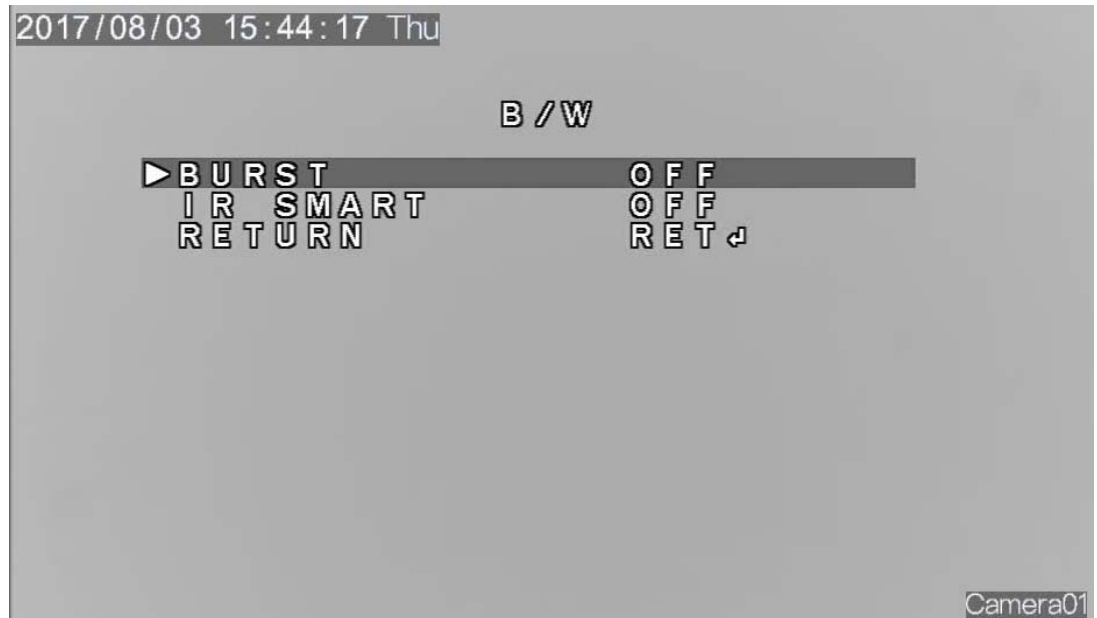 2017/08/03 15:44:17 Thu
B/W
▷BURST OFF
IR SMART OFF
RETURN RET↲
Camera01